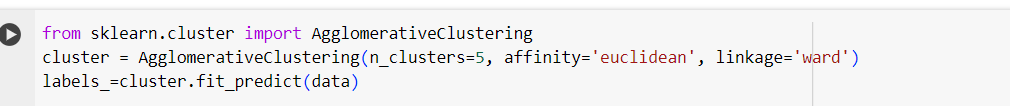 from sklearn.cluster import AgglomerativeClustering
cluster = AgglomerativeClustering(n_clusters=5, affinity='euclidean', linkage='ward')
labels_=cluster.fit_predict(data)